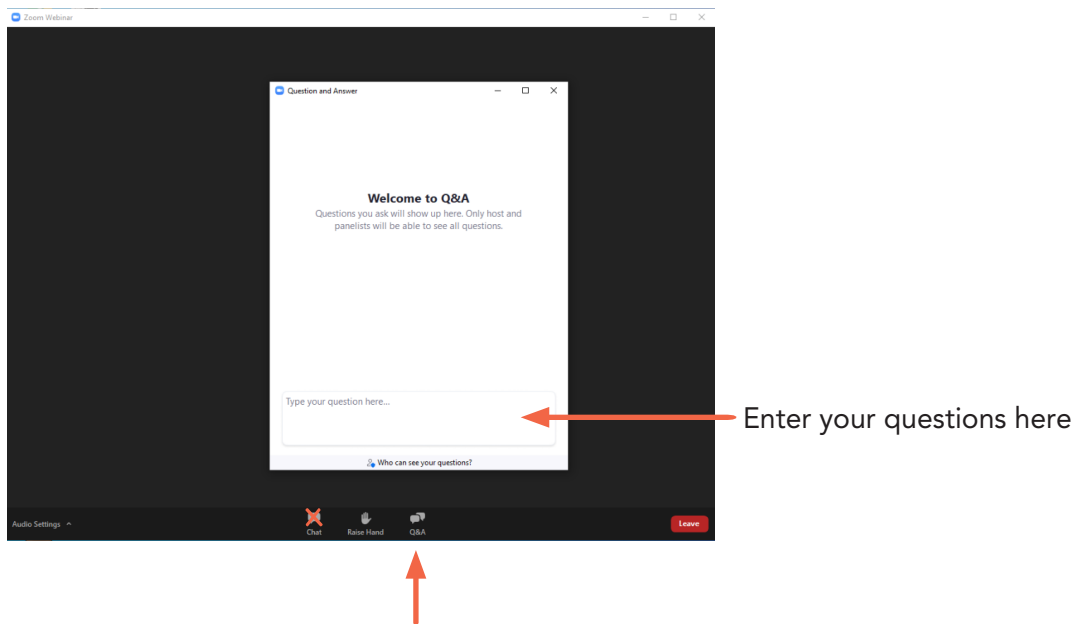 Zoom Webinar
Question and Answer
Welcome to Q&A
Questions you ask will show up here. Only host and
panelists will be able to see all questions.
Type your question here...
Enter your questions here
Who can see your questions?
Audio Settings
Chat
Raise Hand
Q&A
Leave